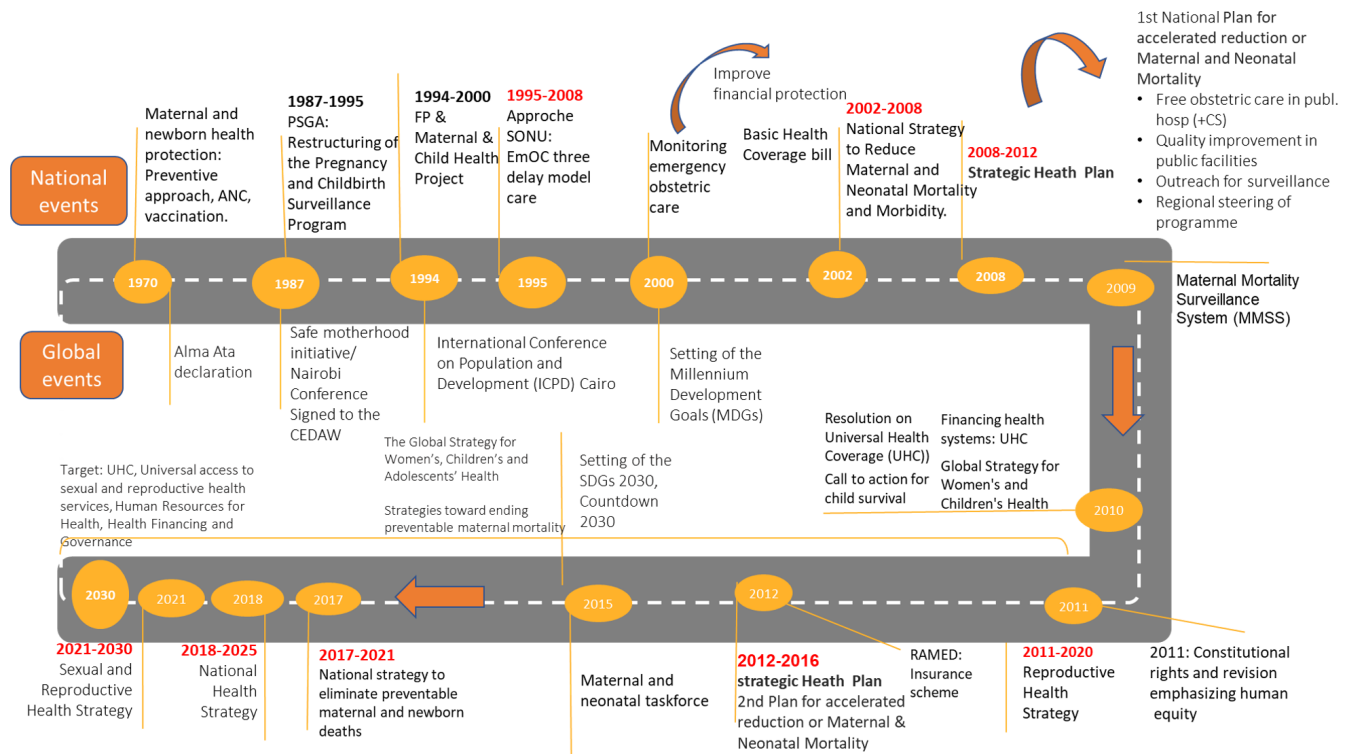 National
events
Maternal and
newborn health
protection:
Preventive
approach, ANC,
vaccination.
1987-1995
PSGA:
Restructuring of
the Pregnancy
and Childbirth
Surveillance
Program
1994-2000
FP &
Maternal &
Child Health
Project
1995-2008
Approche
SONU:
EmOC three
delay model
care
Monitoring
emergency
obstetric
care
Improve
financial protection
Basic Health
Coverage bill
2002-2008
National Strategy
to Reduce
Maternal and
Neonatal Mortality
and Morbidity.
2008-2012
Strategic Heath Plan
1st National Plan for
accelerated reduction or
Maternal and Neonatal
Mortality
• Free obstetric care in publ.
hosp (+CS)
• Quality improvement in
public facilities
• Outreach for surveillance
• Regional steering of
programme
1970
1987
1994
1995
2000
2002
2008
2009
Maternal Mortality
Surveillance
System (MMSS)
Global
events
Alma Ata
declaration
Safe motherhood
initiative/
Nairobi
Conference
Signed to the
CEDAW
International Conference
on Population and
Development (ICPD) Cairo
Setting of the
Millennium
Development
Goals (MDGs)
Resolution on
Universal Health
Coverage (UHC))
Call to action for
child survival
Financing health
systems: UHC
Global Strategy for
Women's and
Children's Health
2010
Target: UHC, Universal access to
sexual and reproductive health
services, Human Resources for
Health, Health Financing and
Governance
The Global Strategy for
Women's, Children's and
Adolescents' Health
Strategies toward ending
preventable maternal mortality
Setting of the
SDGs 2030,
Countdown
2030
2030
2021
2018
2017
2015
2012
2011
2021-2030
Sexual and
Reproductive
Health Strategy
2018-2025
National
Health
Strategy
2017-2021
National strategy to
eliminate preventable
maternal and newborn
deaths
Maternal and
neonatal taskforce
2012-2016
strategic Heath Plan
2nd Plan for accelerated
reduction or Maternal &
Neonatal Mortality
RAMED:
Insurance
scheme
2011-2020
Reproductive
Health
Strategy
2011: Constitutional
rights and revision
emphasizing human
equity